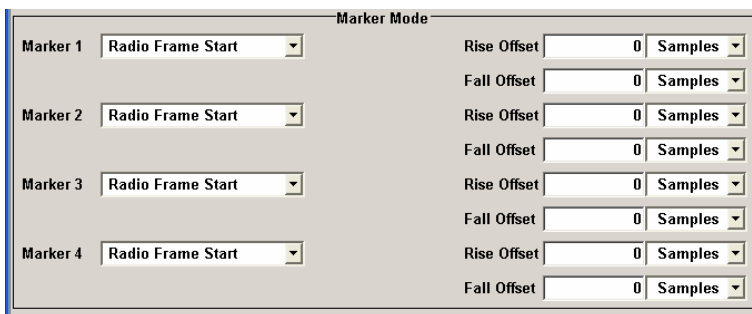 Marker Mode
Marker 1 Radio Frame Start Rise Offset 0 Samples
Fall Offset 0 Samples
Marker 2 Radio Frame Start Rise Offset 0 Samples
Fall Offset 0 Samples
Marker 3 Radio Frame Start Rise Offset 0 Samples
Fall Offset 0 Samples
Marker 4 Radio Frame Start Rise Offset 0 Samples
Fall Offset 0 Samples